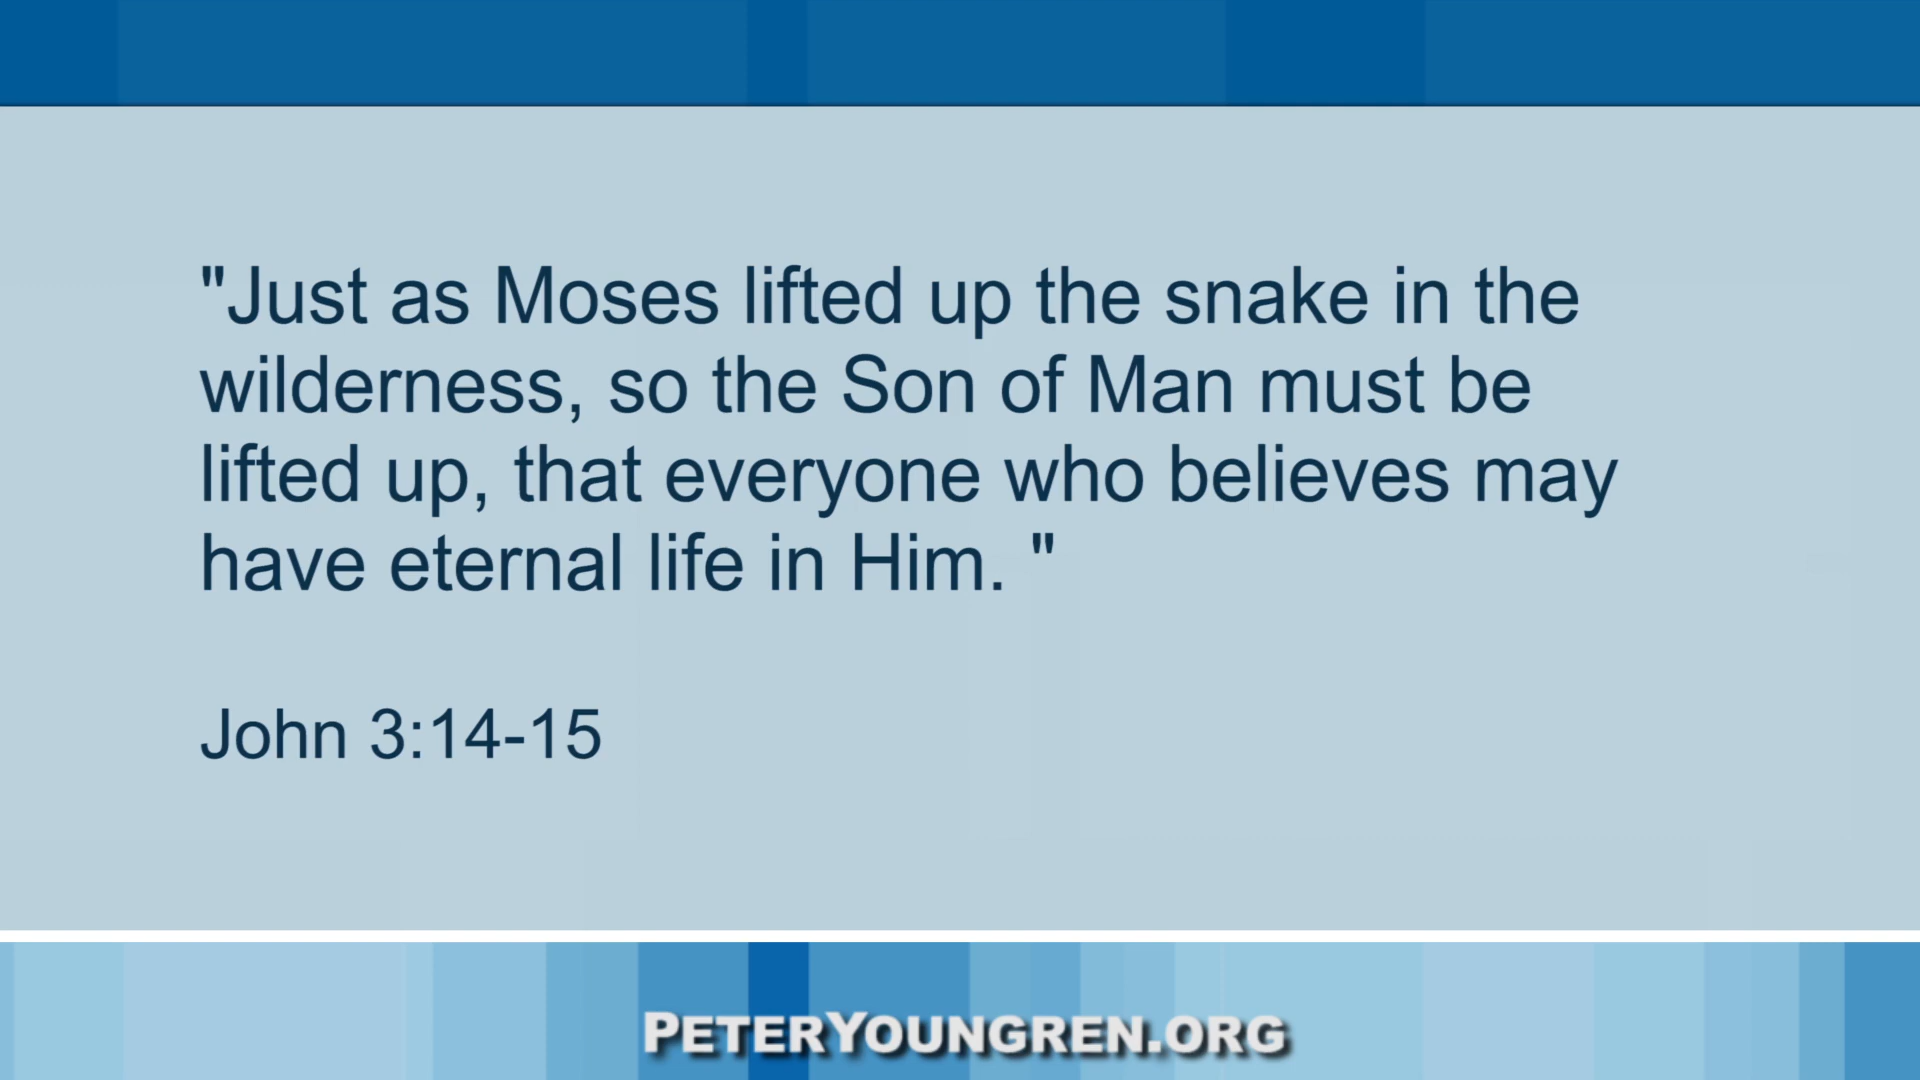 "Just as Moses lifted up the snake in the
wilderness, so the Son of Man must be
lifted up, that everyone who believes may
have eternal life in Him. "
John 3:14-15
PETERYOUNGREN.ORG